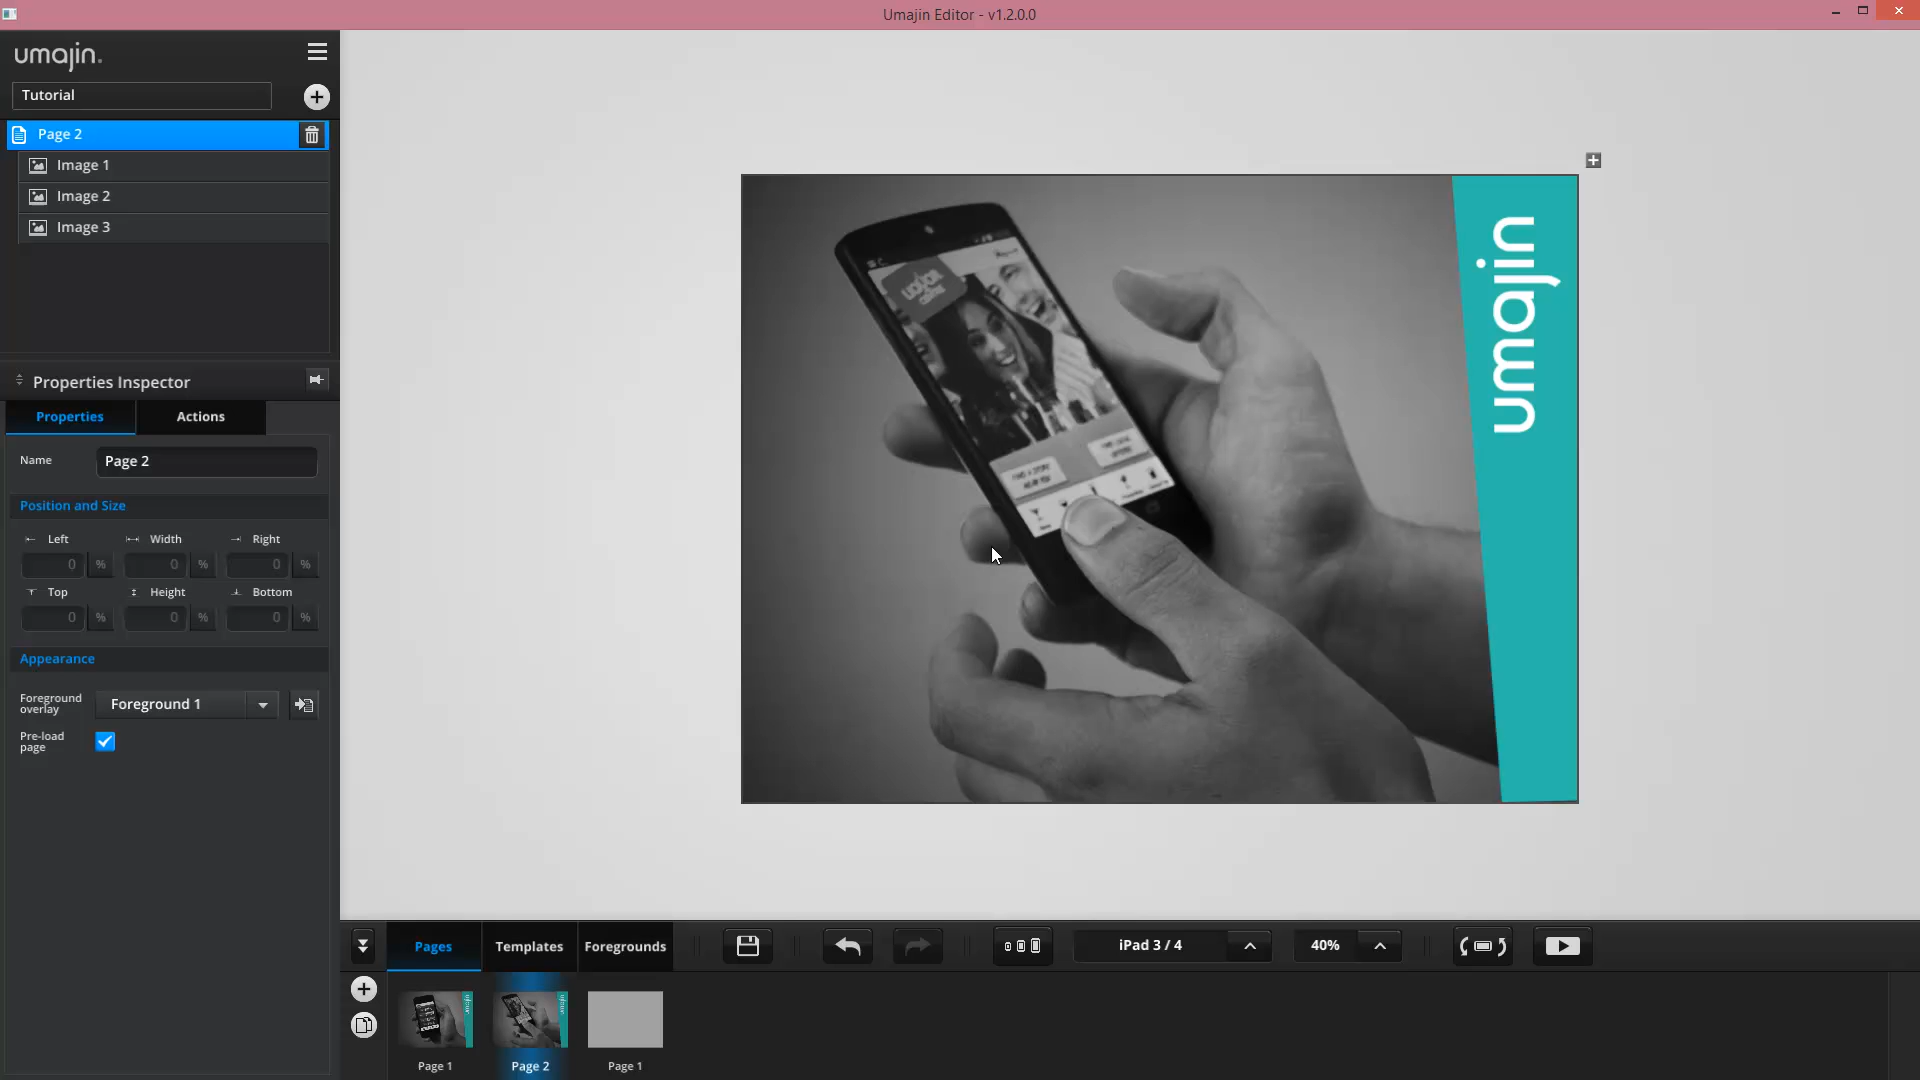 Umajin Editor - v1.2.0.0
umajin.
Tutorial
Page 2
Image 1
Image 2
Image 3
Properties Inspector
Properties
Actions
Name
Page 2
Position and Size
Left
Width
Right
0 %
0 %
0 %
Top
Height
Bottom
0 %
0 %
0 %
Appearance
Foreground overlay
Foreground 1
Pre-load page
umajin
Pages
Templates
Foregrounds
iPad 3 / 4
40%
Page 1
Page 2
Page 1